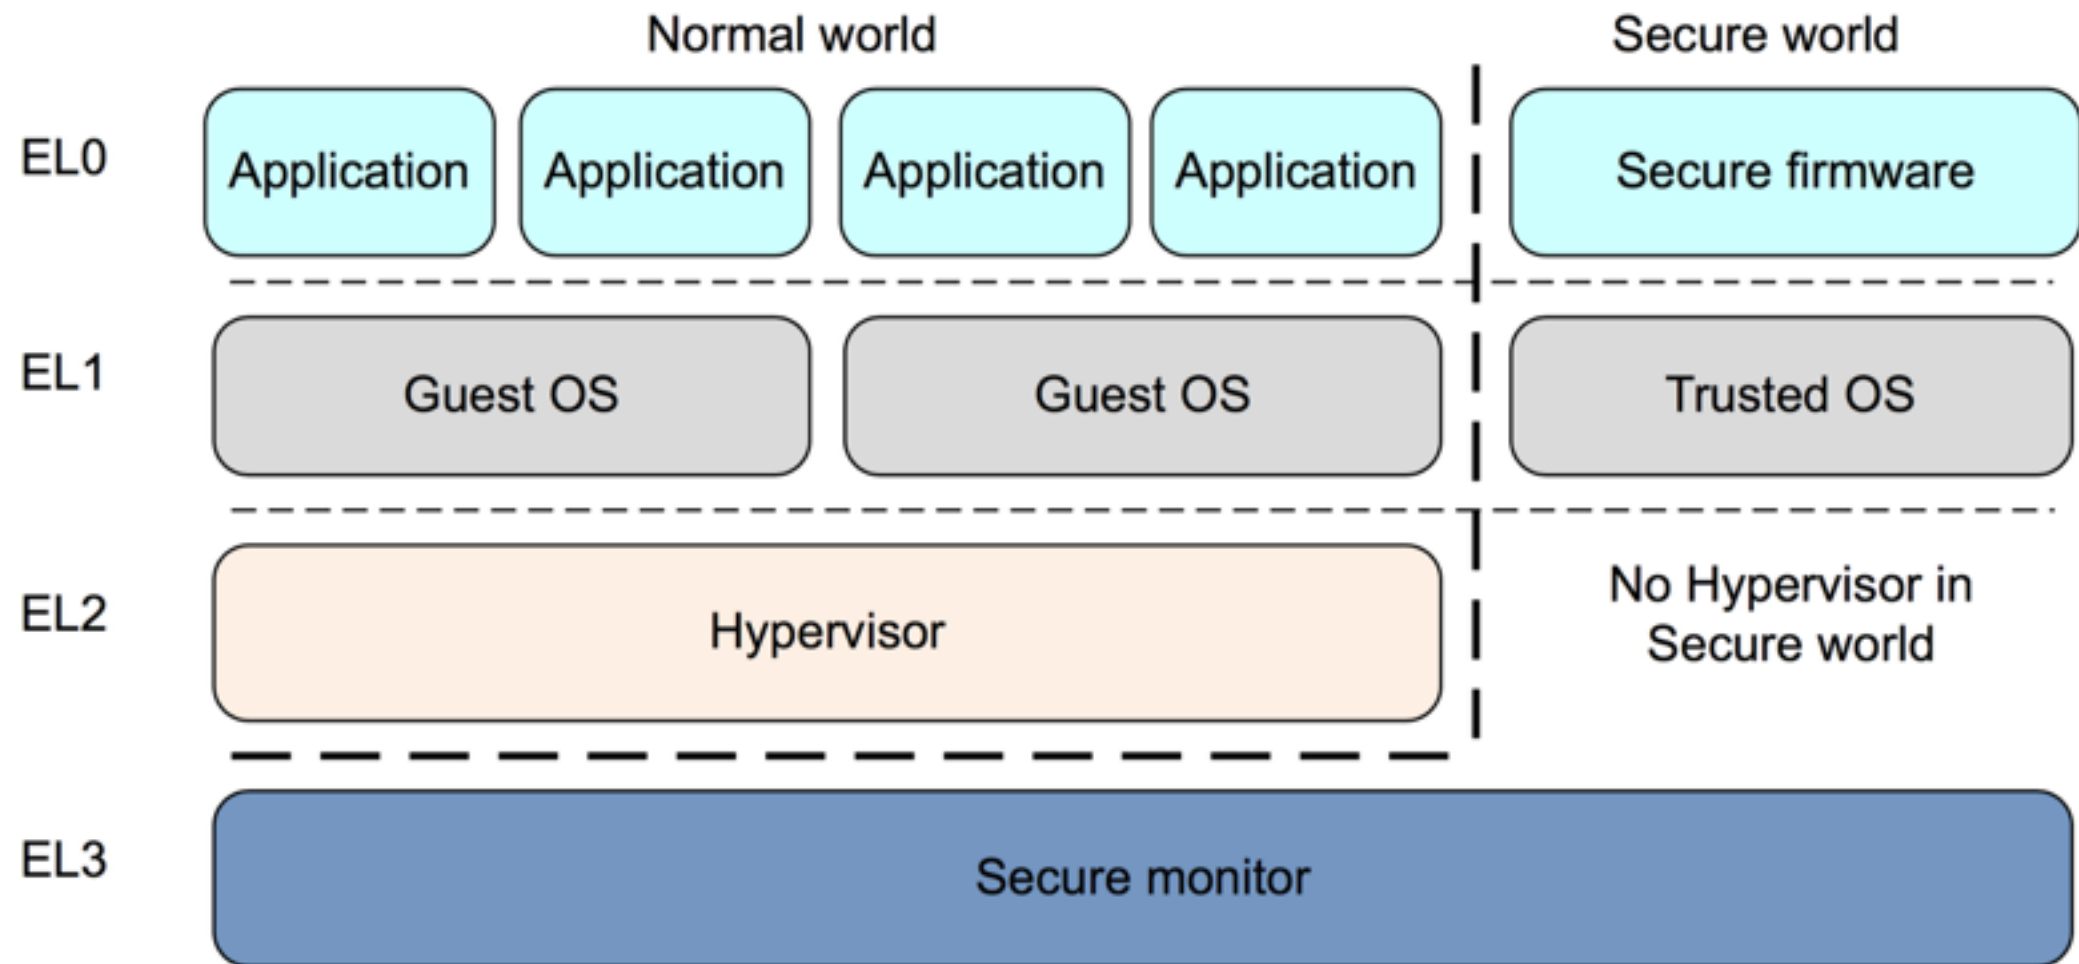 Normal world
Secure world
EL0
Application
Application
Application
Application
Secure firmware
EL1
Guest OS
Guest OS
Trusted OS
EL2
Hypervisor
No Hypervisor in
Secure world
EL3
Secure monitor